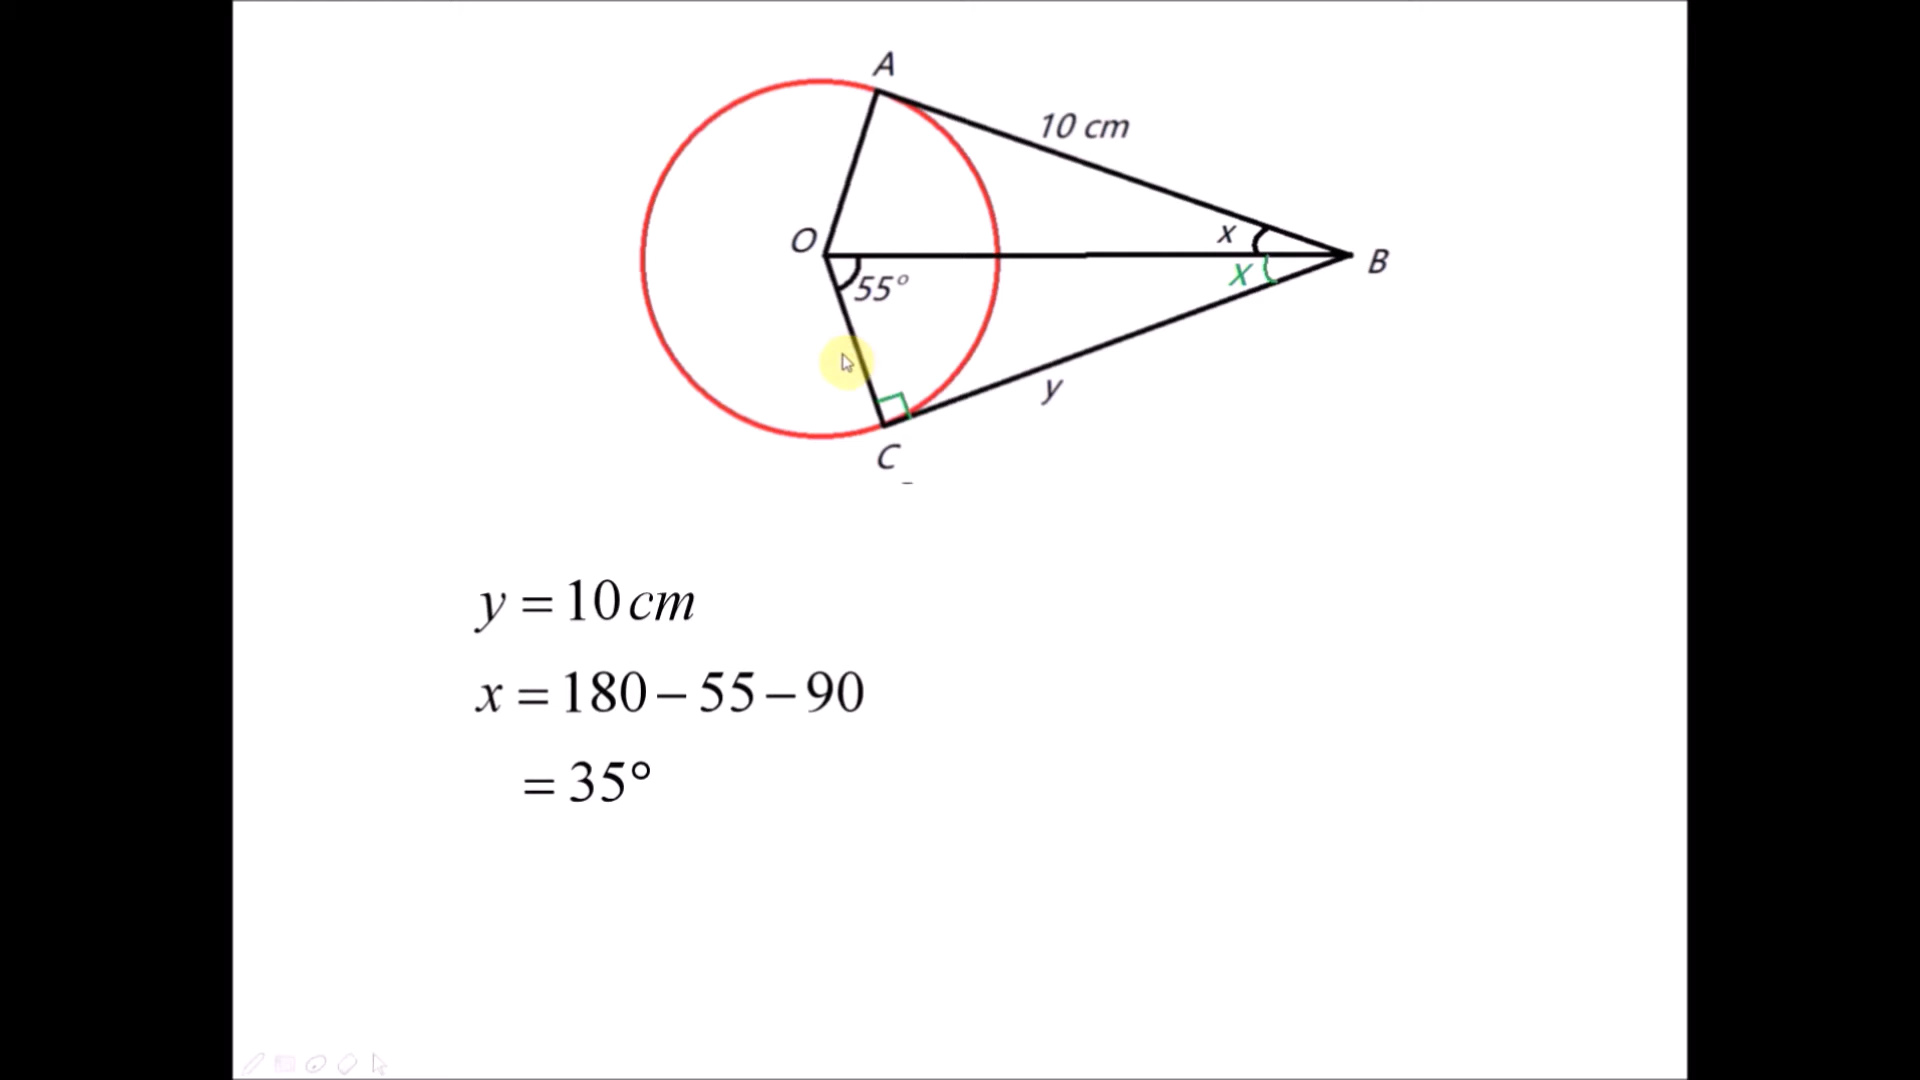 A
10 cm
O
x
B
55°
x
y
C
y = 10 cm
x = 180 – 55 – 90
= 35°